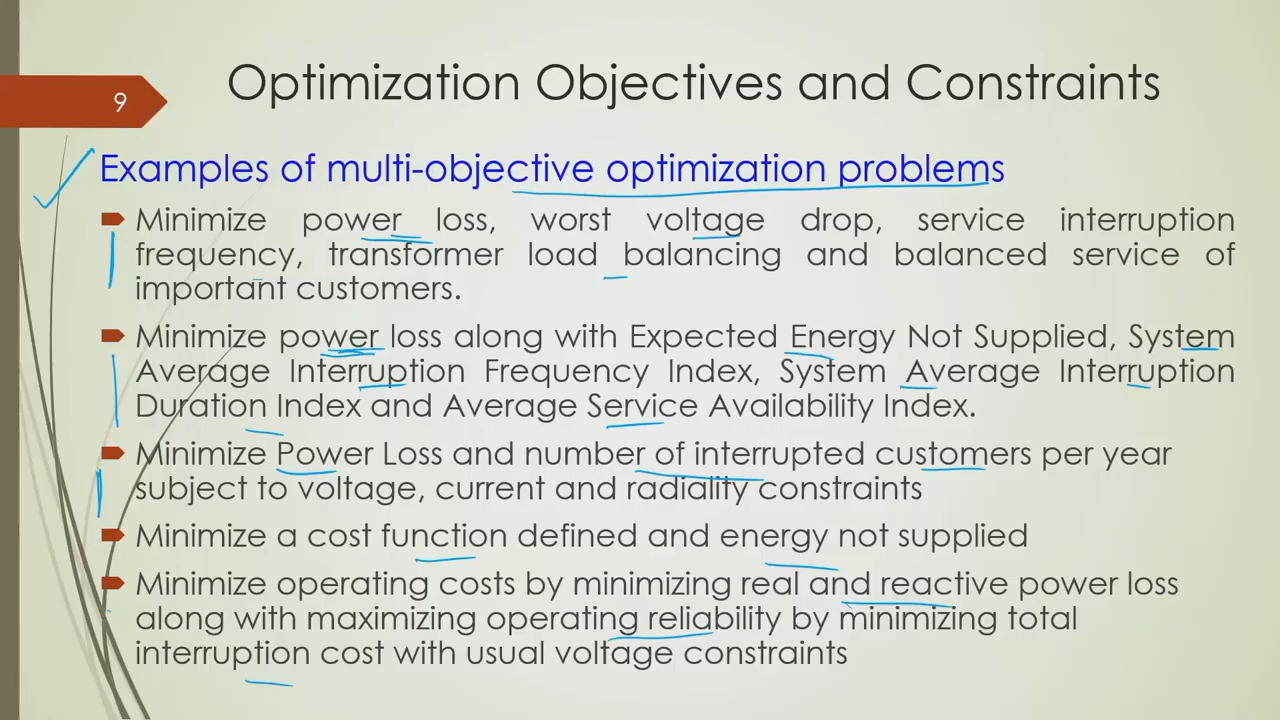 9
Optimization Objectives and Constraints
Examples of multi-objective optimization problems
Minimize power loss, worst voltage drop, service interruption
frequency, transformer load balancing and balanced service of
important customers.
Minimize power loss along with Expected Energy Not Supplied, System
Average Interruption Frequency Index, System Average Interruption
Duration Index and Average Service Availability Index.
Minimize Power Loss and number of interrupted customers per year
subject to voltage, current and radiality constraints
Minimize a cost function defined and energy not supplied
Minimize operating costs by minimizing real and reactive power loss
along with maximizing operating reliability by minimizing total
interruption cost with usual voltage constraints